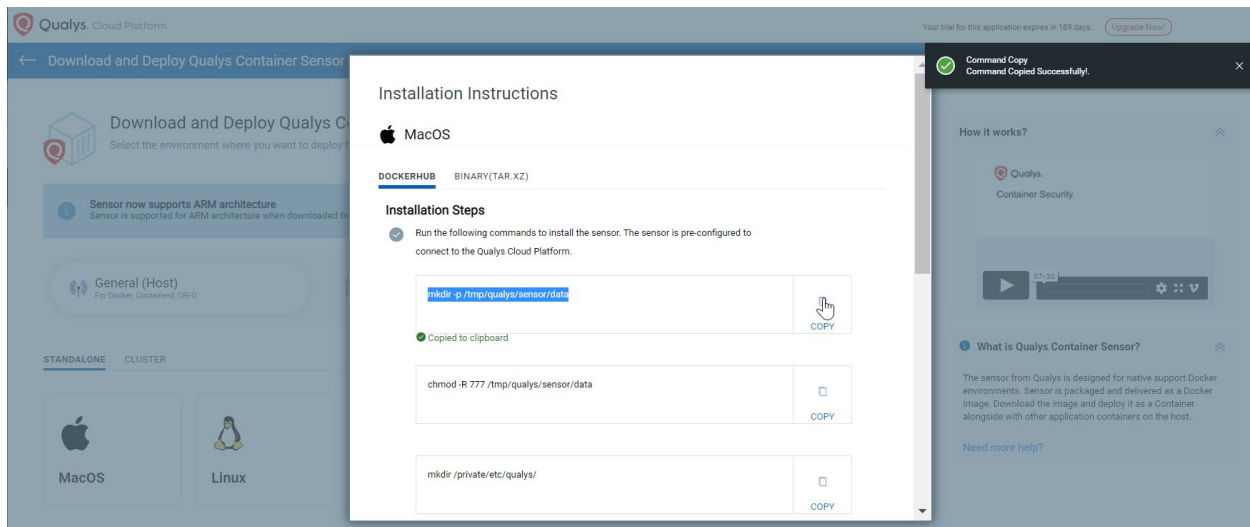 Qualys. Cloud Platform
Your trial for this application expires in 189 days.
Upgrade Now!
Download and Deploy Qualys Container Sensor
Command Copy
Command Copied Successfully!.
Download and Deploy Qualys C
Select the environment where you want to deploy t
Sensor now supports ARM architecture
Sensor is supported for ARM architecture when downloaded fr
General (Host)
For Docker, Containerd, CRI-O
STANDALONE CLUSTER
MacOS
Linux
Installation Instructions
MacOS
DOCKERHUB BINARY(TAR.XZ)
Installation Steps
Run the following commands to install the sensor. The sensor is pre-configured to
connect to the Qualys Cloud Platform.
mkdir -p /tmp/qualys/sensor/data
COPY
Copied to clipboard
chmod -R 777 /tmp/qualys/sensor/data
COPY
mkdir /private/etc/qualys/
COPY
How it works?
Qualys.
Container Security
07:30
What is Qualys Container Sensor?
The sensor from Qualys is designed for native support Docker
environments. Sensor is packaged and delivered as a Docker
Image. Download the image and deploy it as a Container
alongside with other application containers on the host.
Need more help?